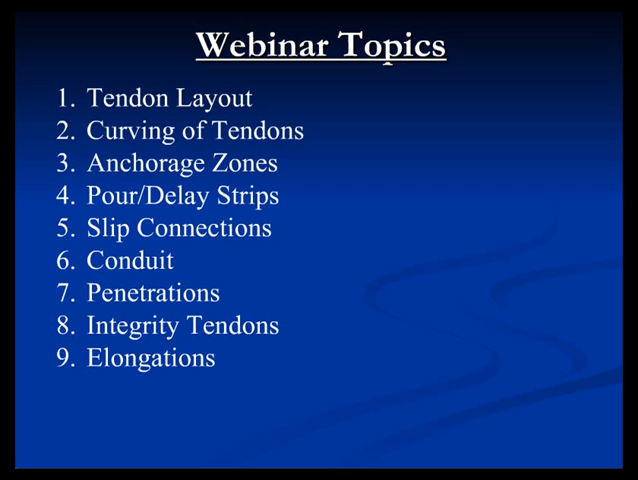 Webinar Topics
1. Tendon Layout
2. Curving of Tendons
3. Anchorage Zones
4. Pour/Delay Strips
5. Slip Connections
6. Conduit
7. Penetrations
8. Integrity Tendons
9. Elongations